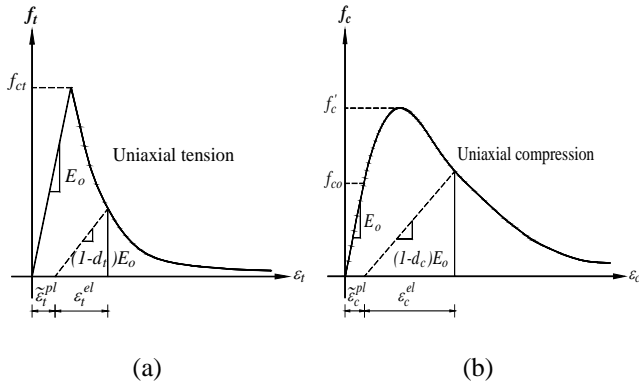 f_t
f_ct
Uniaxial tension
E_o
(1-d_t)E_o
ε_t
ε̃_t^pl
ε_t^el
(a)
f_c
f'_c
f_co
Uniaxial compression
E_o
(1-d_c)E_o
ε_c
ε̃_c^pl
ε_c^el
(b)